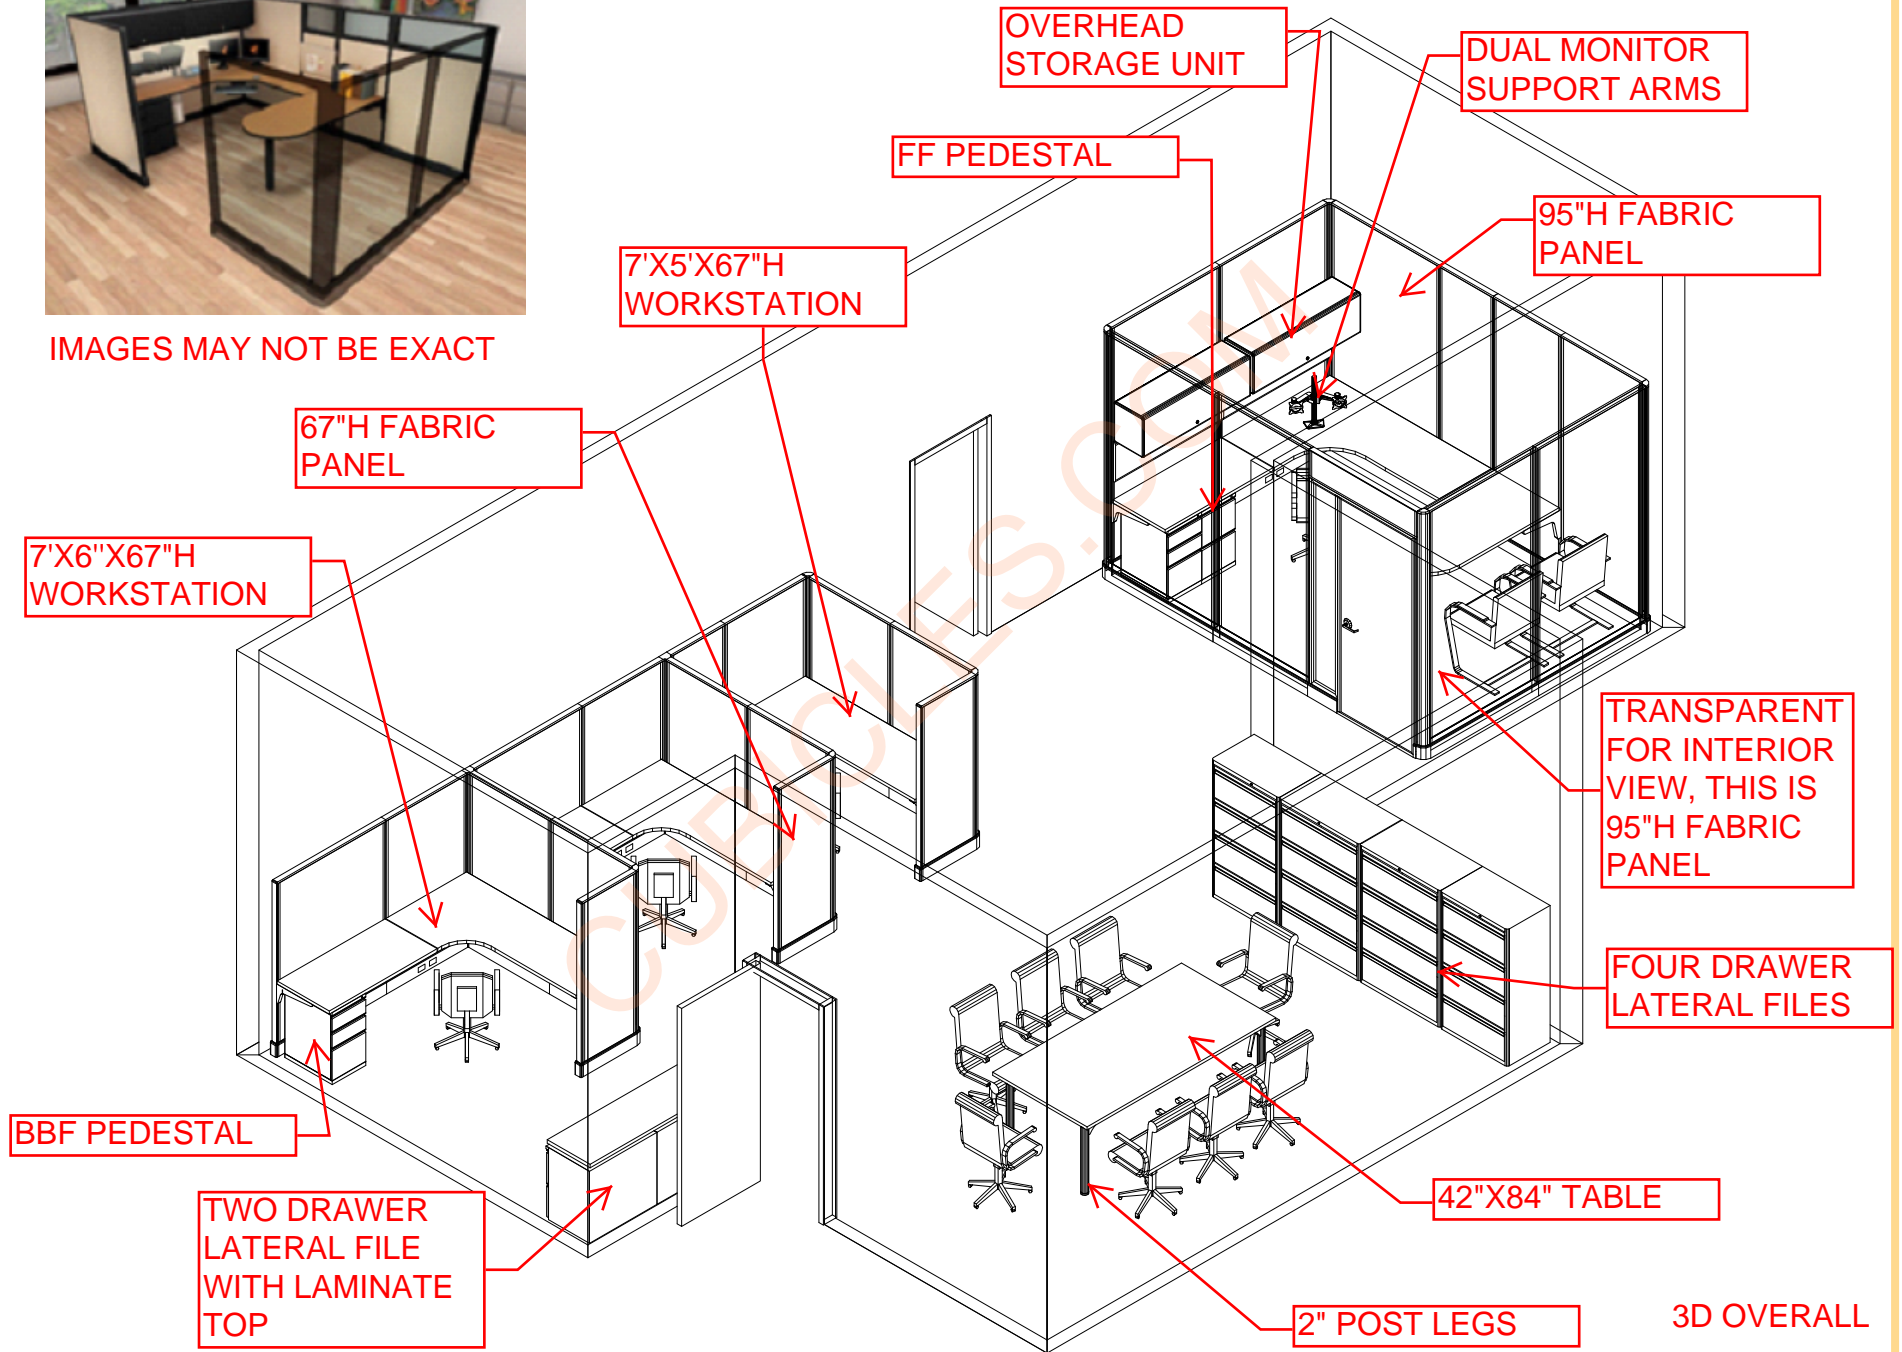 OVERHEAD
STORAGE UNIT
DUAL MONITOR
SUPPORT ARMS
FF PEDESTAL
95"H FABRIC
PANEL
7'X5'X67"H
WORKSTATION
IMAGES MAY NOT BE EXACT
67"H FABRIC
PANEL
7'X6''X67"H
WORKSTATION
TRANSPARENT
FOR INTERIOR
VIEW, THIS IS
95"H FABRIC
PANEL
FOUR DRAWER
LATERAL FILES
BBF PEDESTAL
TWO DRAWER
LATERAL FILE
WITH LAMINATE
TOP
42"X84" TABLE
2" POST LEGS
3D OVERALL
CUBICLES.COM